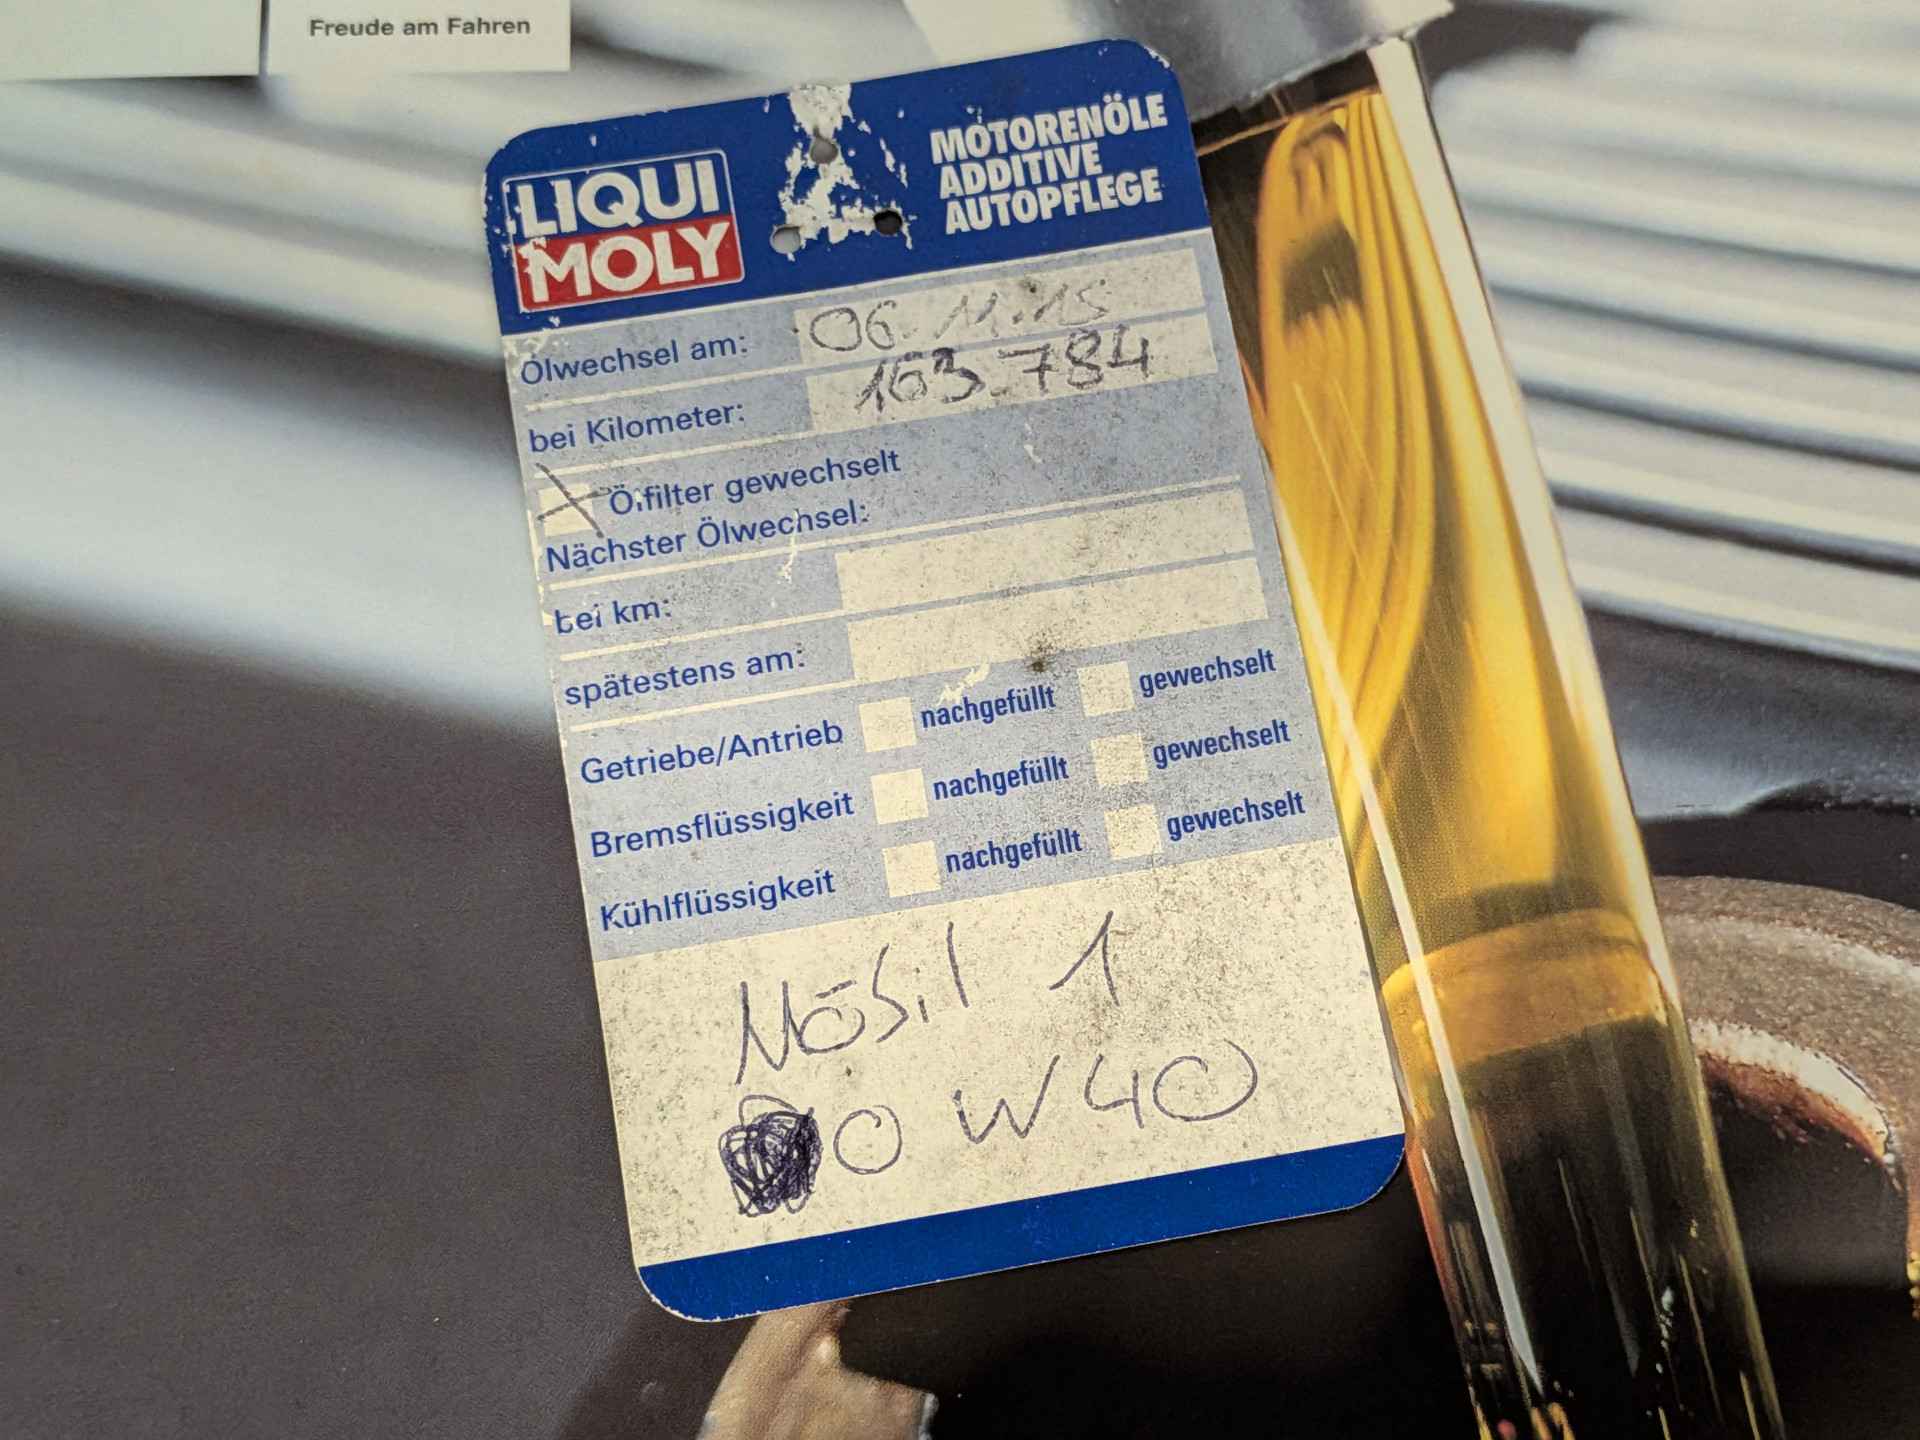 Freude am Fahren
LIQUI
MOLY
MOTORENÖLE
ADDITIVE
AUTOPFLEGE
Ölwechsel am: 06.11.15
bei Kilometer: 163.784
X Ölfilter gewechselt
Nächster Ölwechsel:
bei km:
spätestens am:
Getriebe/Antrieb nachgefüllt gewechselt
Bremsflüssigkeit nachgefüllt gewechselt
Kühlflüssigkeit nachgefüllt gewechselt
Mobil 1
0 W 40